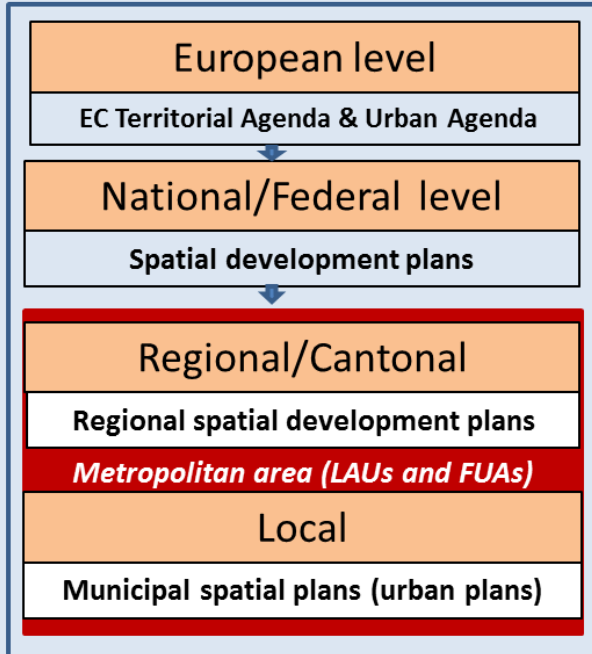 European level
EC Territorial Agenda & Urban Agenda
National/Federal level
Spatial development plans
Regional/Cantonal
Regional spatial development plans
Metropolitan area (LAUs and FUAs)
Local
Municipal spatial plans (urban plans)